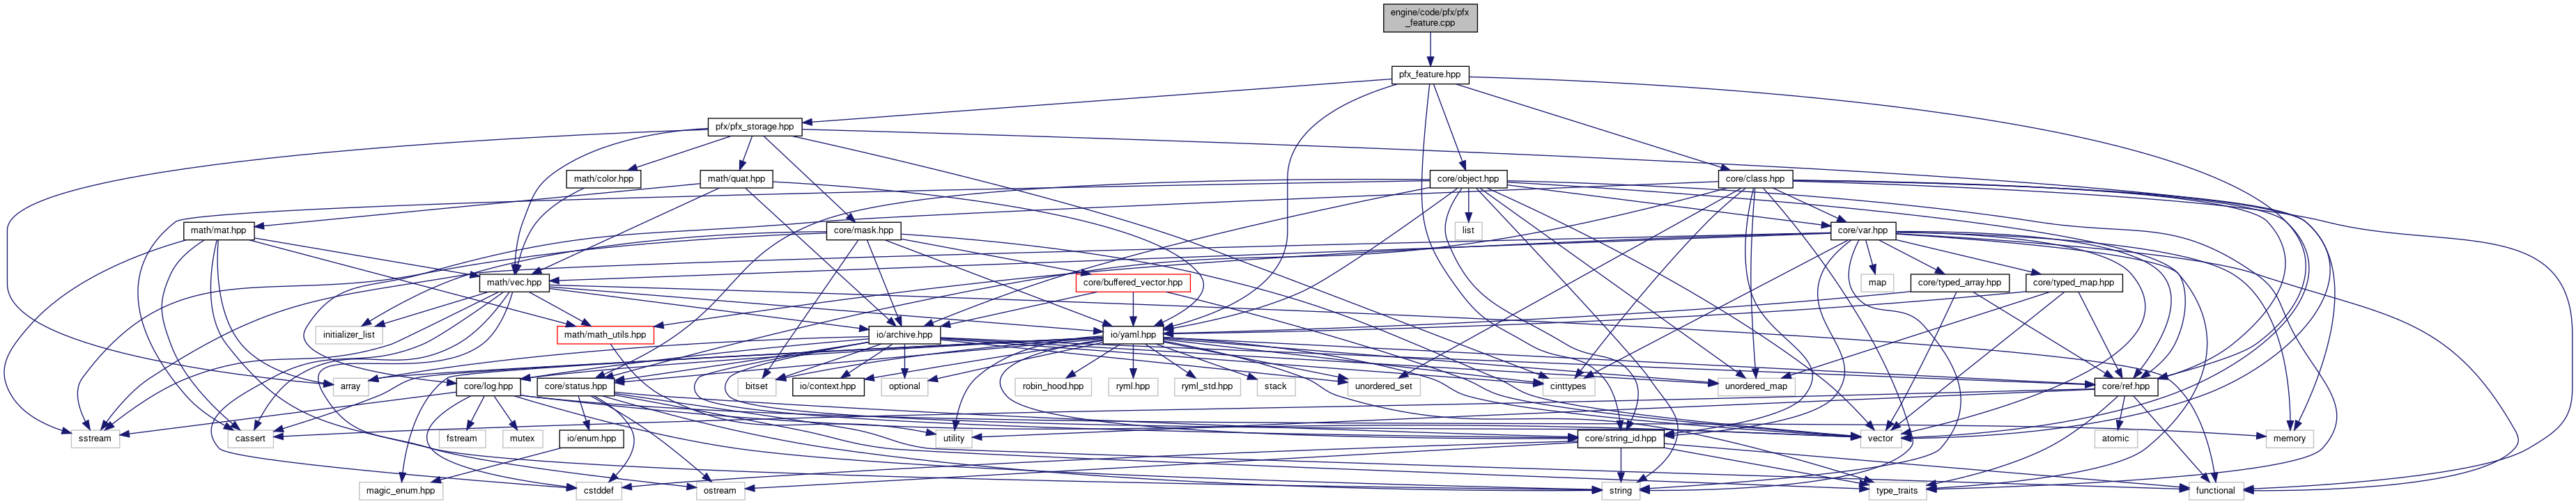 engine/code/pfx/pfx
_feature.cpp
pfx_feature.hpp
pfx/pfx_storage.hpp
math/color.hpp
math/quat.hpp
core/object.hpp
core/class.hpp
math/mat.hpp
core/mask.hpp
list
core/var.hpp
math/vec.hpp
core/buffered_vector.hpp
map
core/typed_array.hpp
core/typed_map.hpp
initializer_list
math/math_utils.hpp
io/archive.hpp
io/yaml.hpp
array
core/log.hpp
core/status.hpp
bitset
io/context.hpp
optional
robin_hood.hpp
ryml.hpp
ryml_std.hpp
stack
unordered_set
cinttypes
unordered_map
core/ref.hpp
sstream
cassert
fstream
mutex
io/enum.hpp
utility
core/string_id.hpp
vector
atomic
memory
magic_enum.hpp
cstddef
ostream
string
type_traits
functional